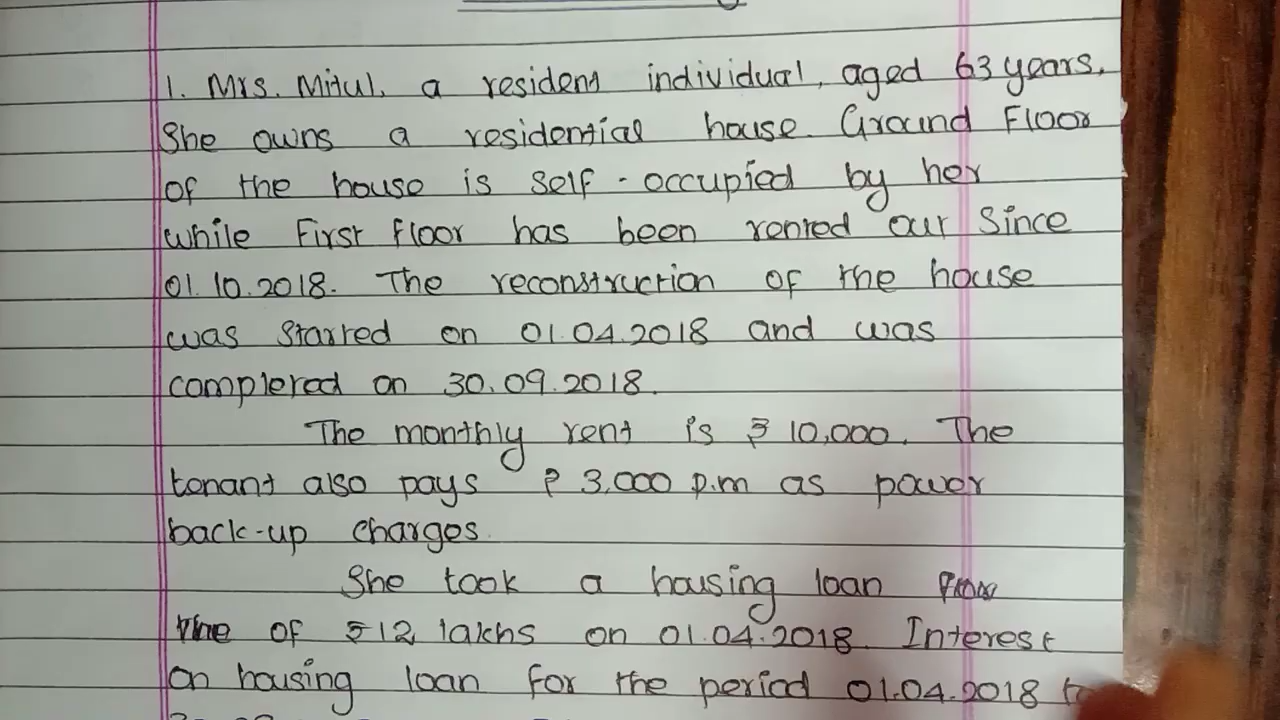 1. Mrs. Mitul, a resident individual, aged 63 years.
She owns a residential house. Ground Floor
of the house is self-occupied by her
while First floor has been rented out Since
01.10.2018. The reconstruction of the house
was started on 01.04.2018 and was
completed on 30.09.2018.
The monthly rent is ₹ 10,000. The
tenant also pays ₹ 3,000 p.m as power
back-up charges.
She took a housing loan
of ₹ 12 lakhs on 01.04.2018. Interest
on housing loan for the period 01.04.2018